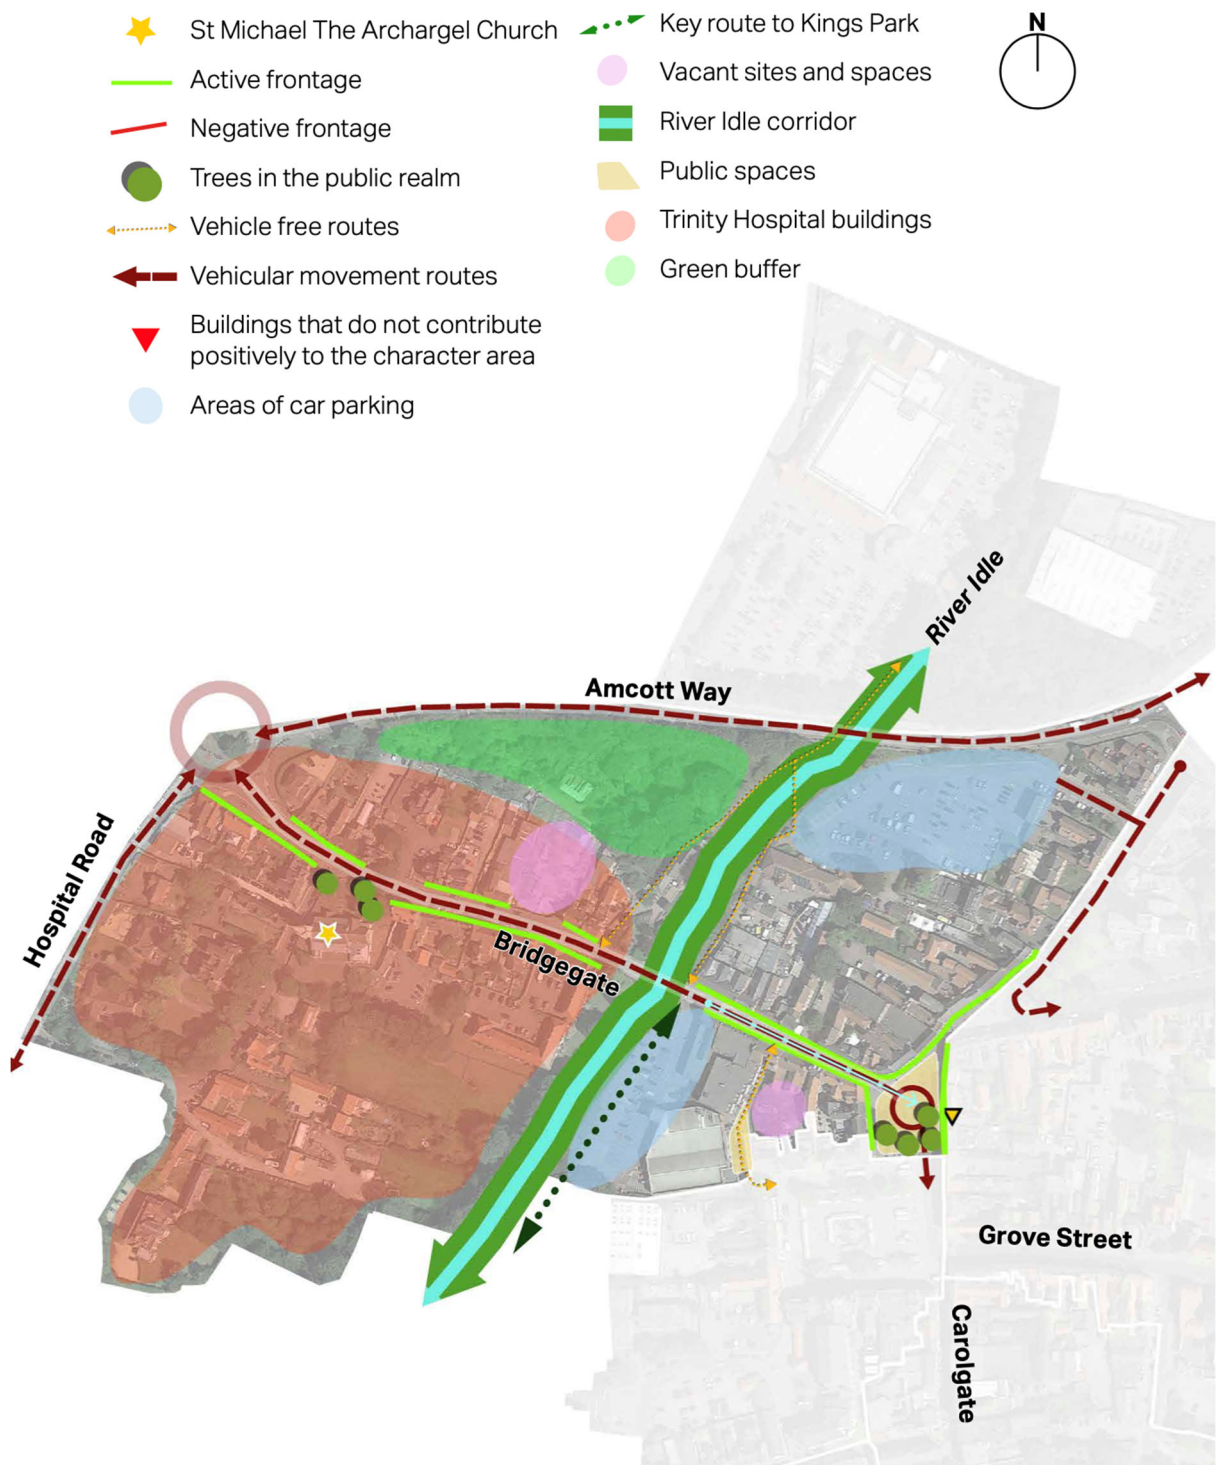 St Michael The Archargel Church
Active frontage
Negative frontage
Trees in the public realm
Vehicle free routes
Vehicular movement routes
Buildings that do not contribute
positively to the character area
Areas of car parking
Key route to Kings Park
Vacant sites and spaces
River Idle corridor
Public spaces
Trinity Hospital buildings
Green buffer
N
River Idle
Amcott Way
Hospital Road
Bridgegate
Grove Street
Carolgate